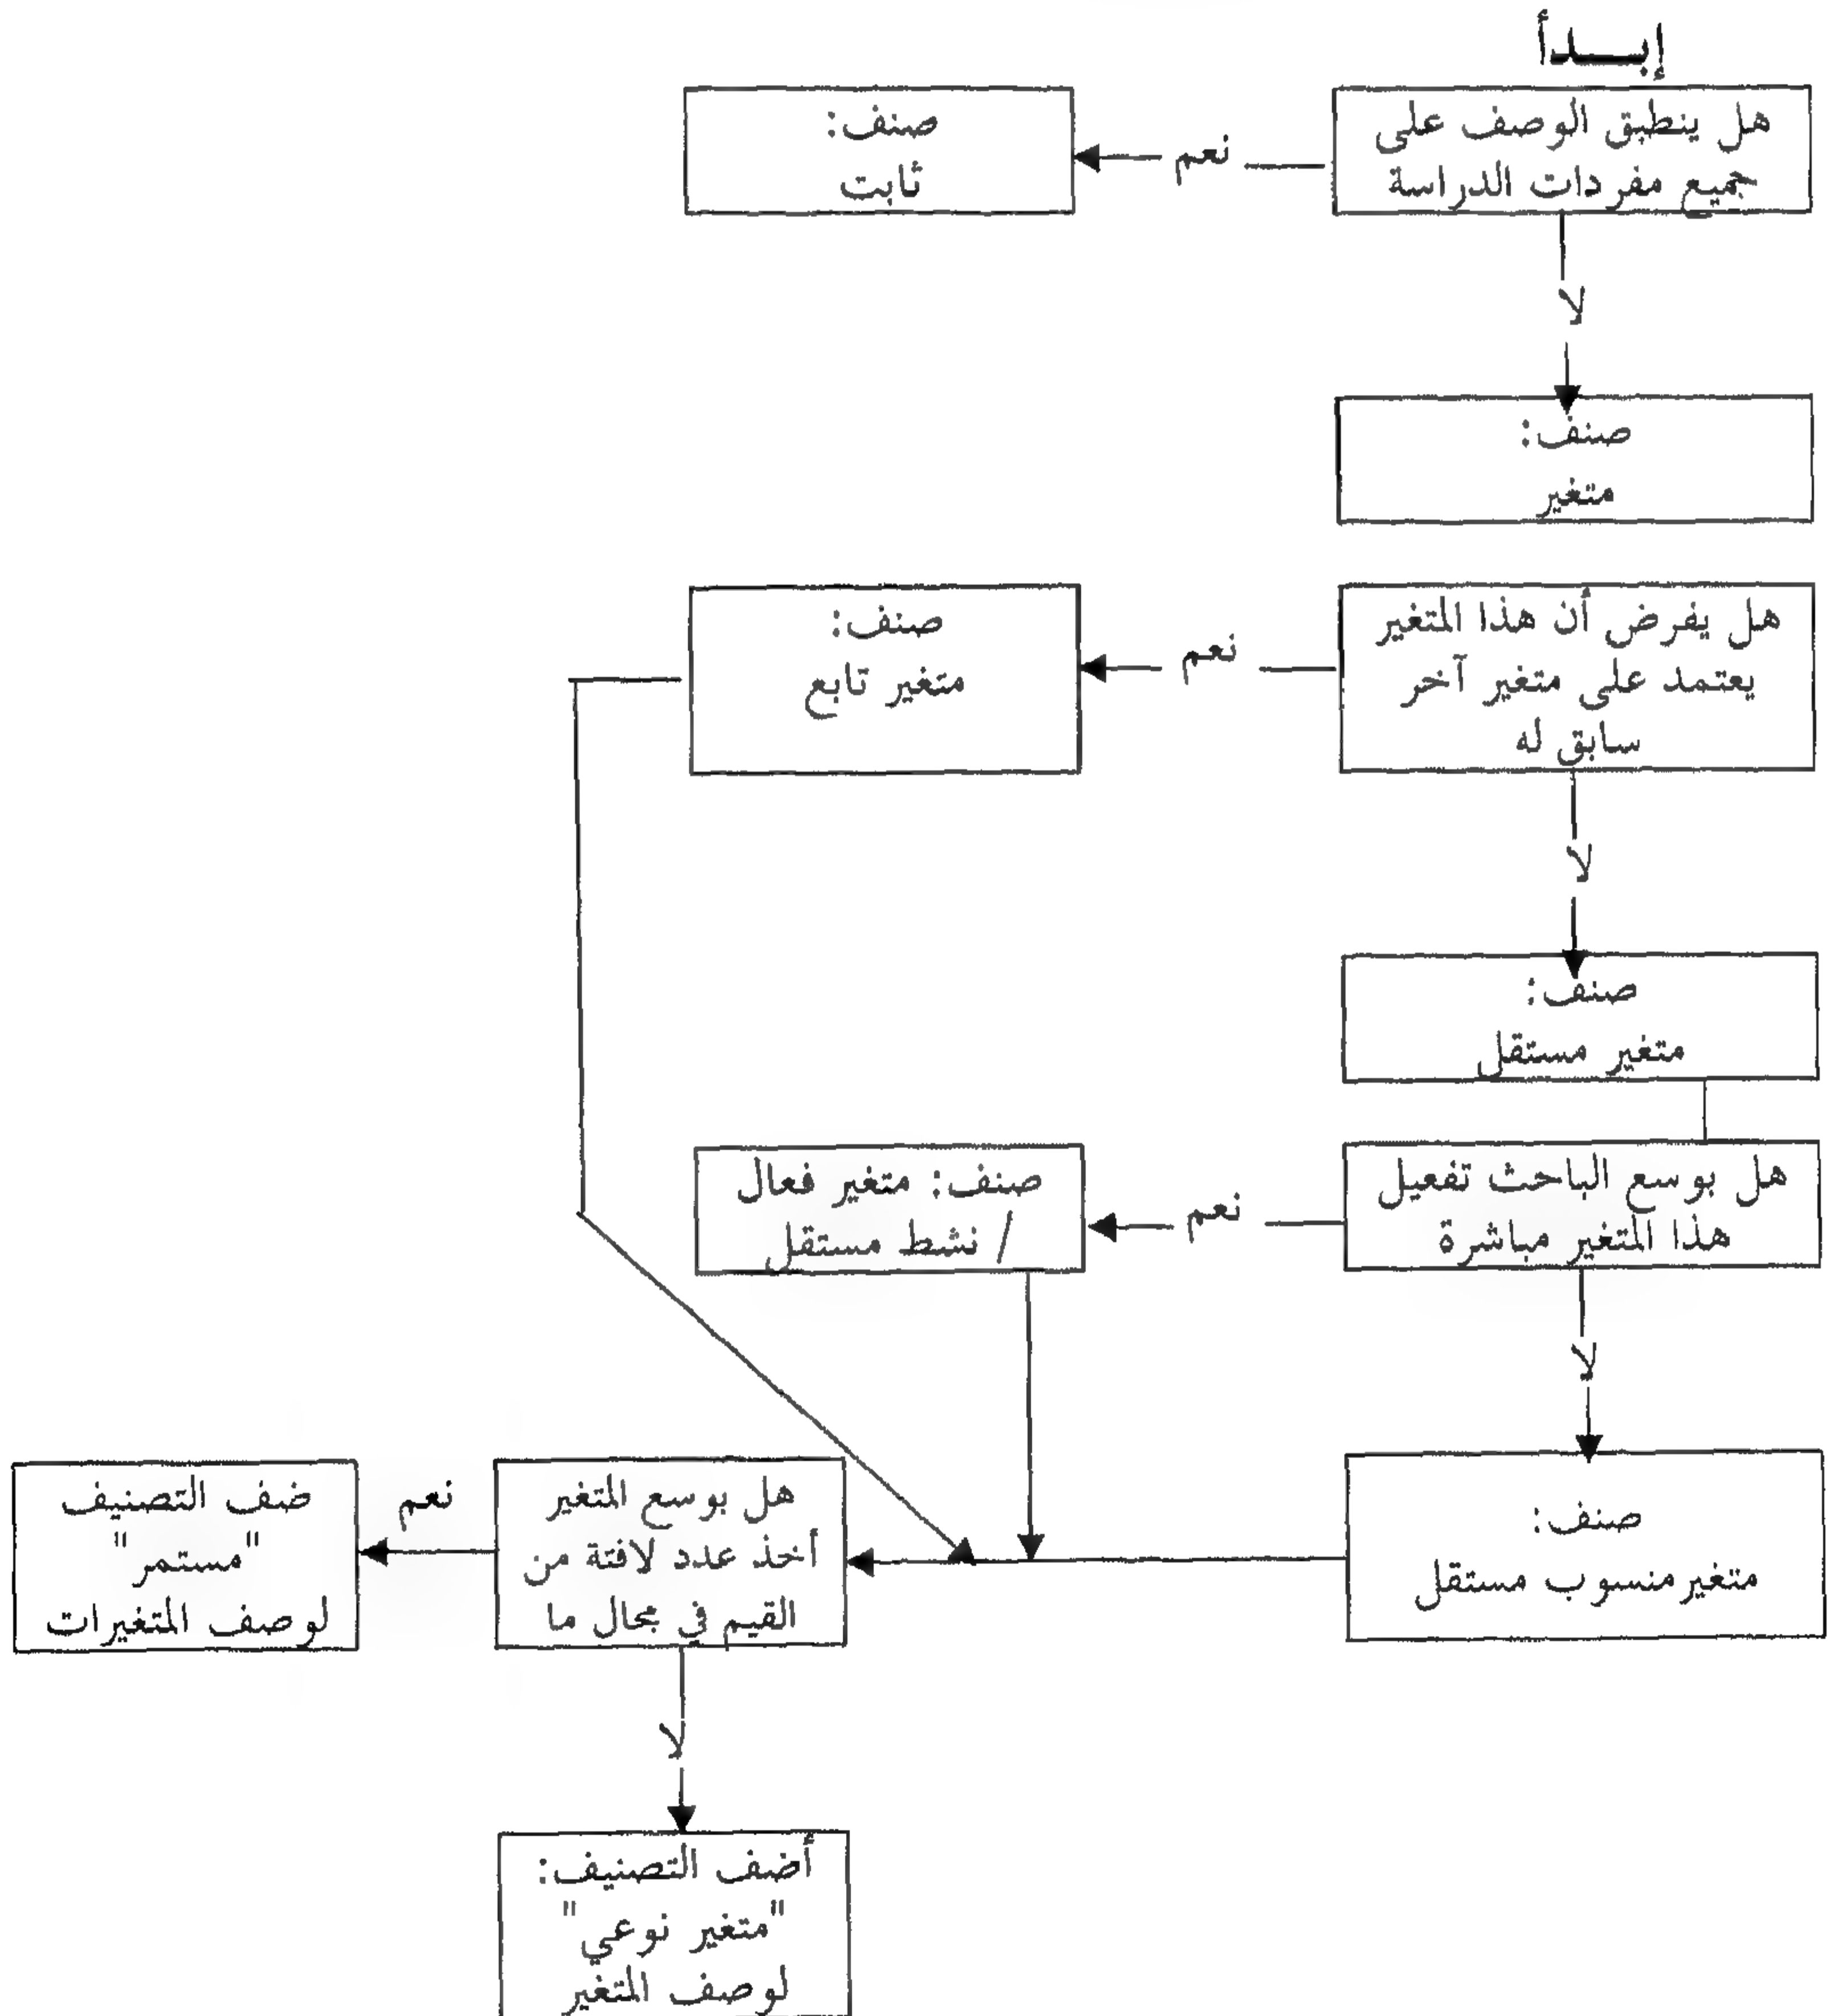 إبـــدأ
هل ينطبق الوصف على
جميع مفردات الدراسة
نعم
صنف:
ثابت
لا
صنف:
متغير
هل يفرض أن هذا المتغير
يعتمد على متغير آخر
سابق له
نعم
صنف:
متغير تابع
لا
صنف:
متغير مستقل
هل بوسع الباحث تفعيل
هذا المتغير مباشرة
نعم
صنف: متغير فعال
/ نشط مستقل
لا
صنف:
متغير منسوب مستقل
هل بوسع المتغير
أخذ عدد لافتة من
القيم في مجال ما
نعم
ضف التصنيف
"مستمر"
لوصف المتغيرات
لا
أضف التصنيف:
"متغير نوعي"
لوصف المتغير